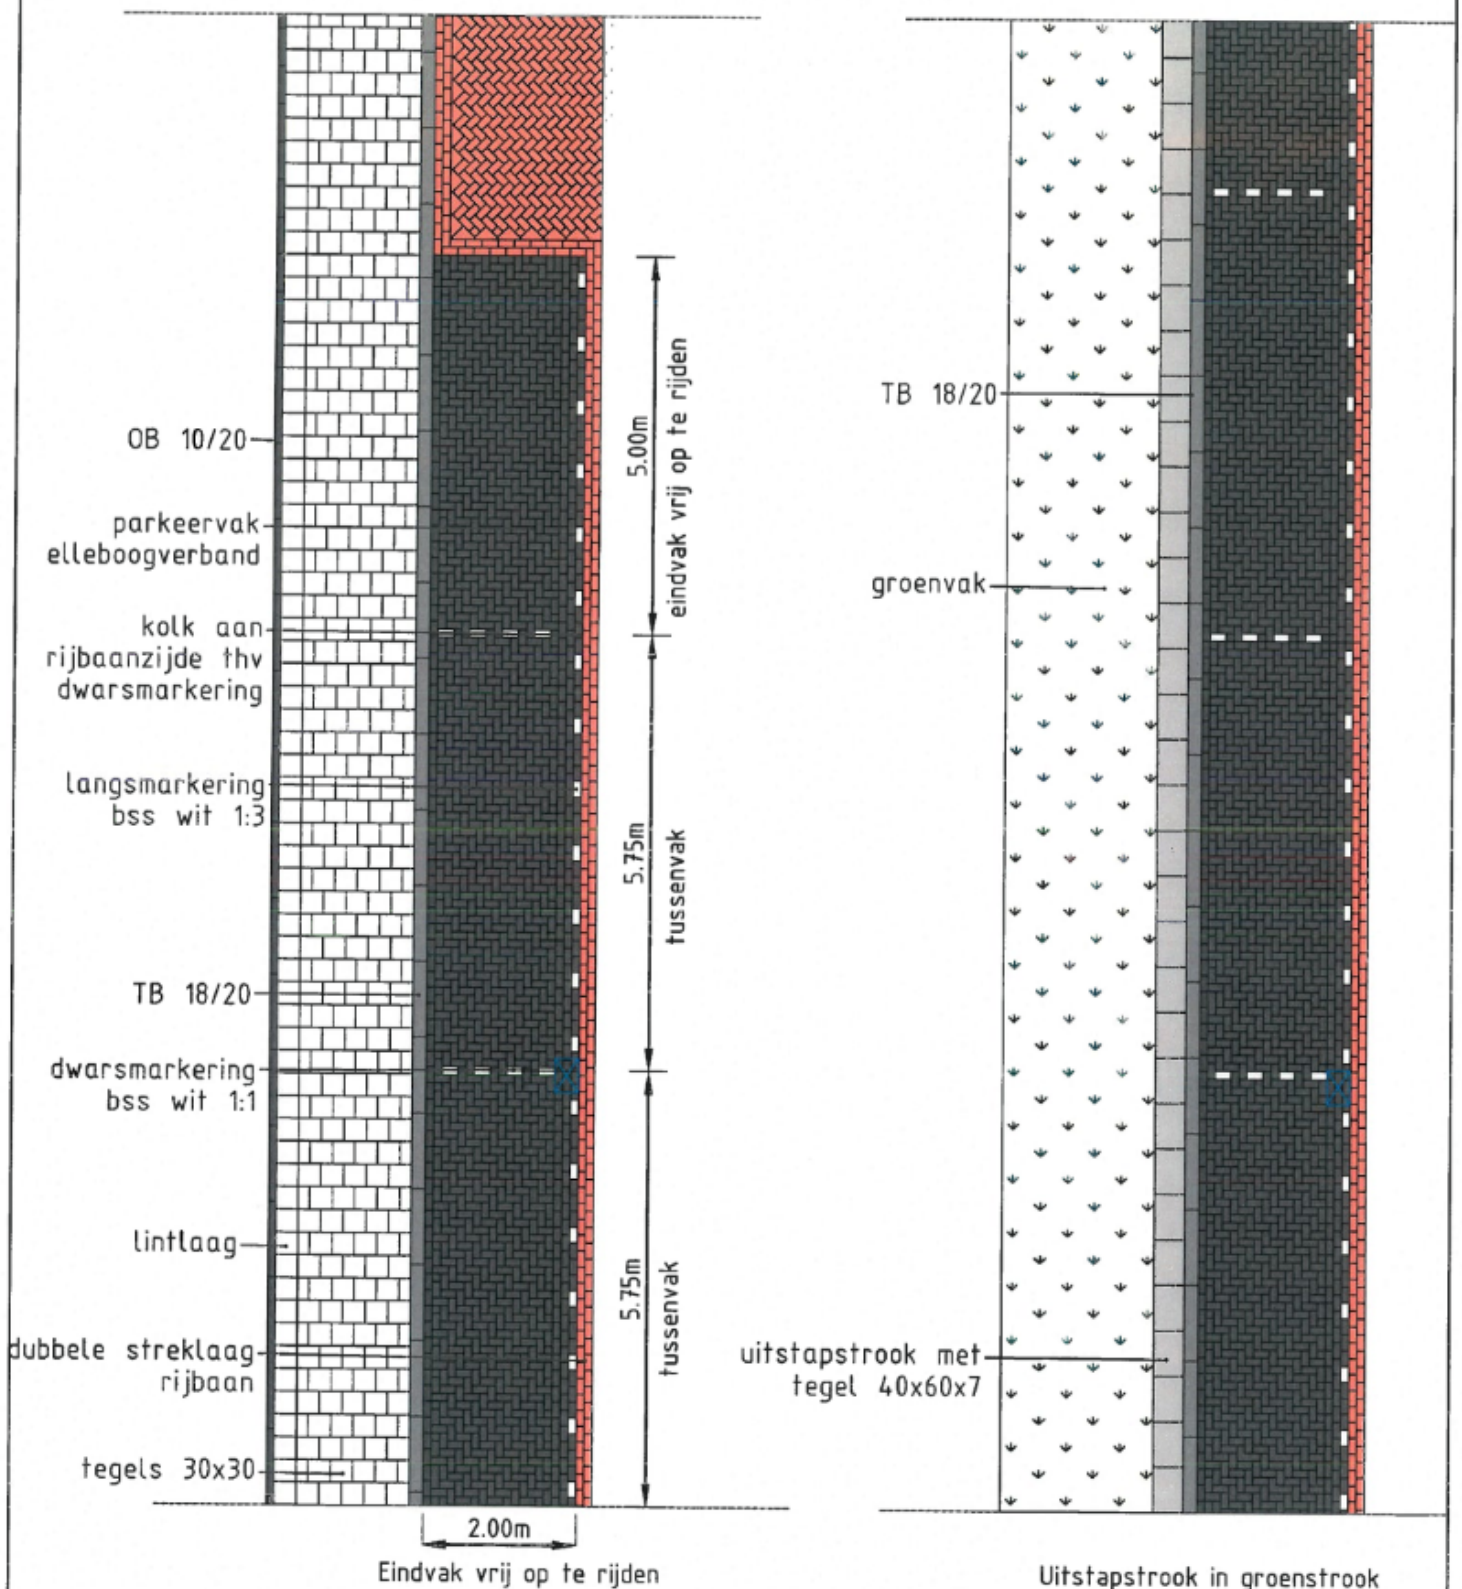 OB 10/20
parkeervak
elleboogverband
kolk aan
rijbaanzijde thv
dwarsmarkering
langsmarkering
bss wit 1:3
TB 18/20
dwarsmarkering
bss wit 1:1
lintlaag
dubbele streklaag
rijbaan
tegels 30x30
5.00m
eindvak vrij op te rijden
5.75m
tussenvak
5.75m
tussenvak
2.00m
Eindvak vrij op te rijden
TB 18/20
groenvak
uitstapstrook met
tegel 40x60x7
Uitstapstrook in groenstrook